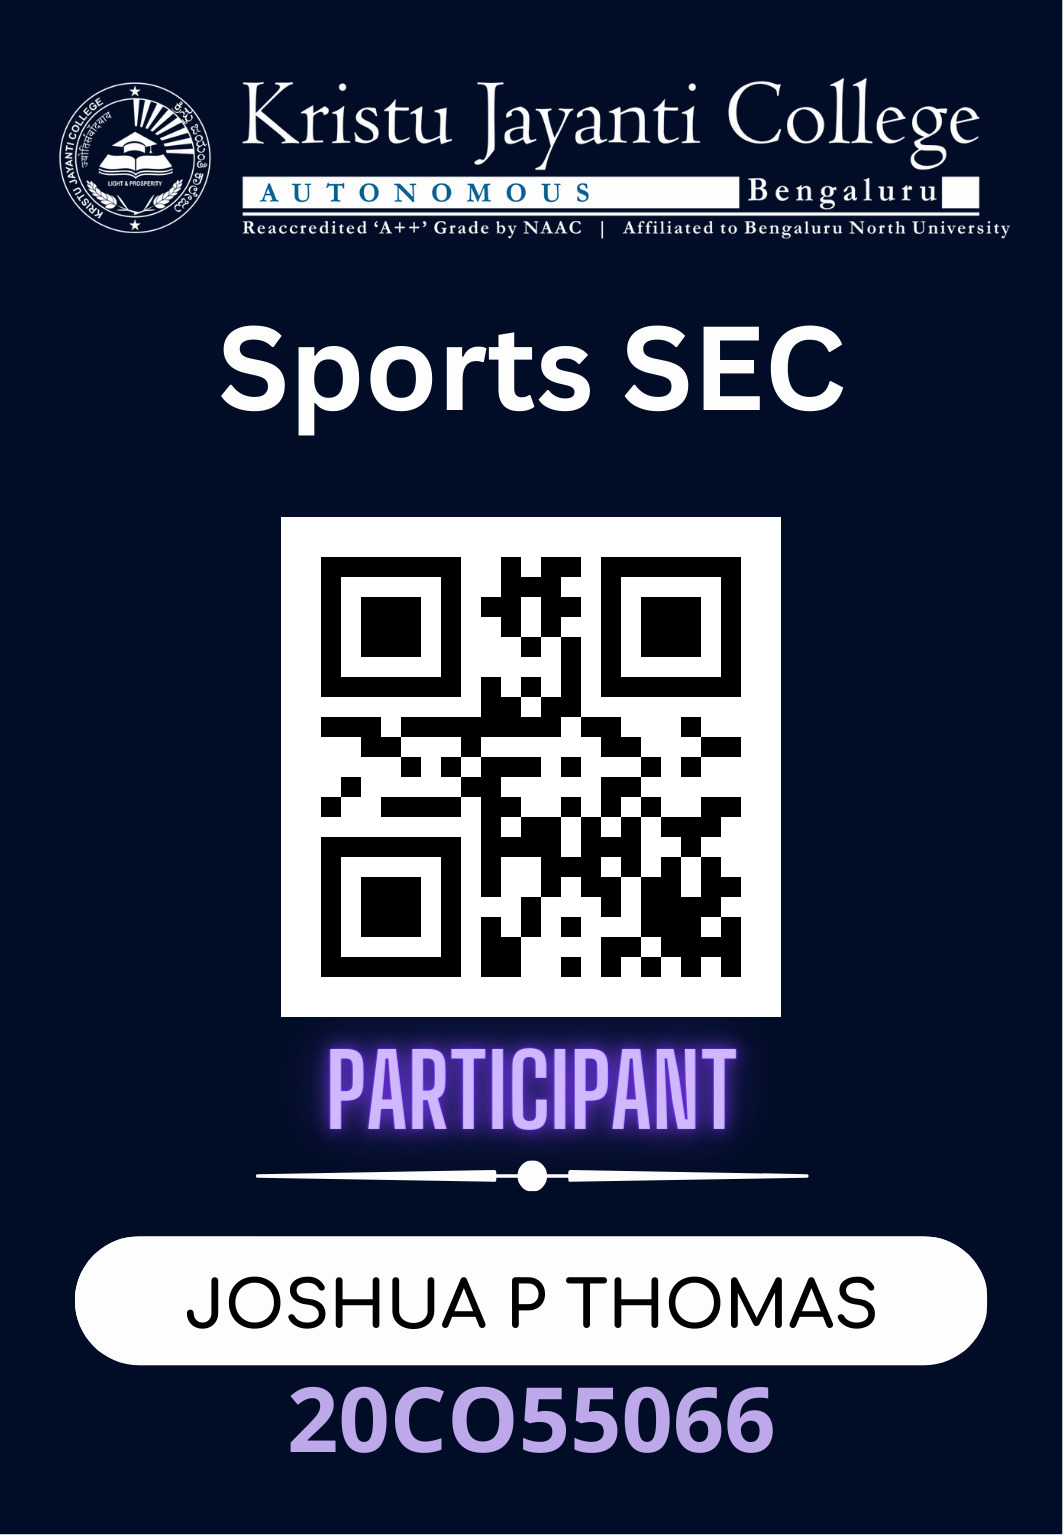 KRISTU JAYANTI COLLEGE
LIGHT & PROSPERITY
Kristu Jayanti College
AUTONOMOUS Bengaluru
Reaccredited ‘A++’ Grade by NAAC | Affiliated to Bengaluru North University
Sports SEC
PARTICIPANT
JOSHUA P THOMAS
20CO55066